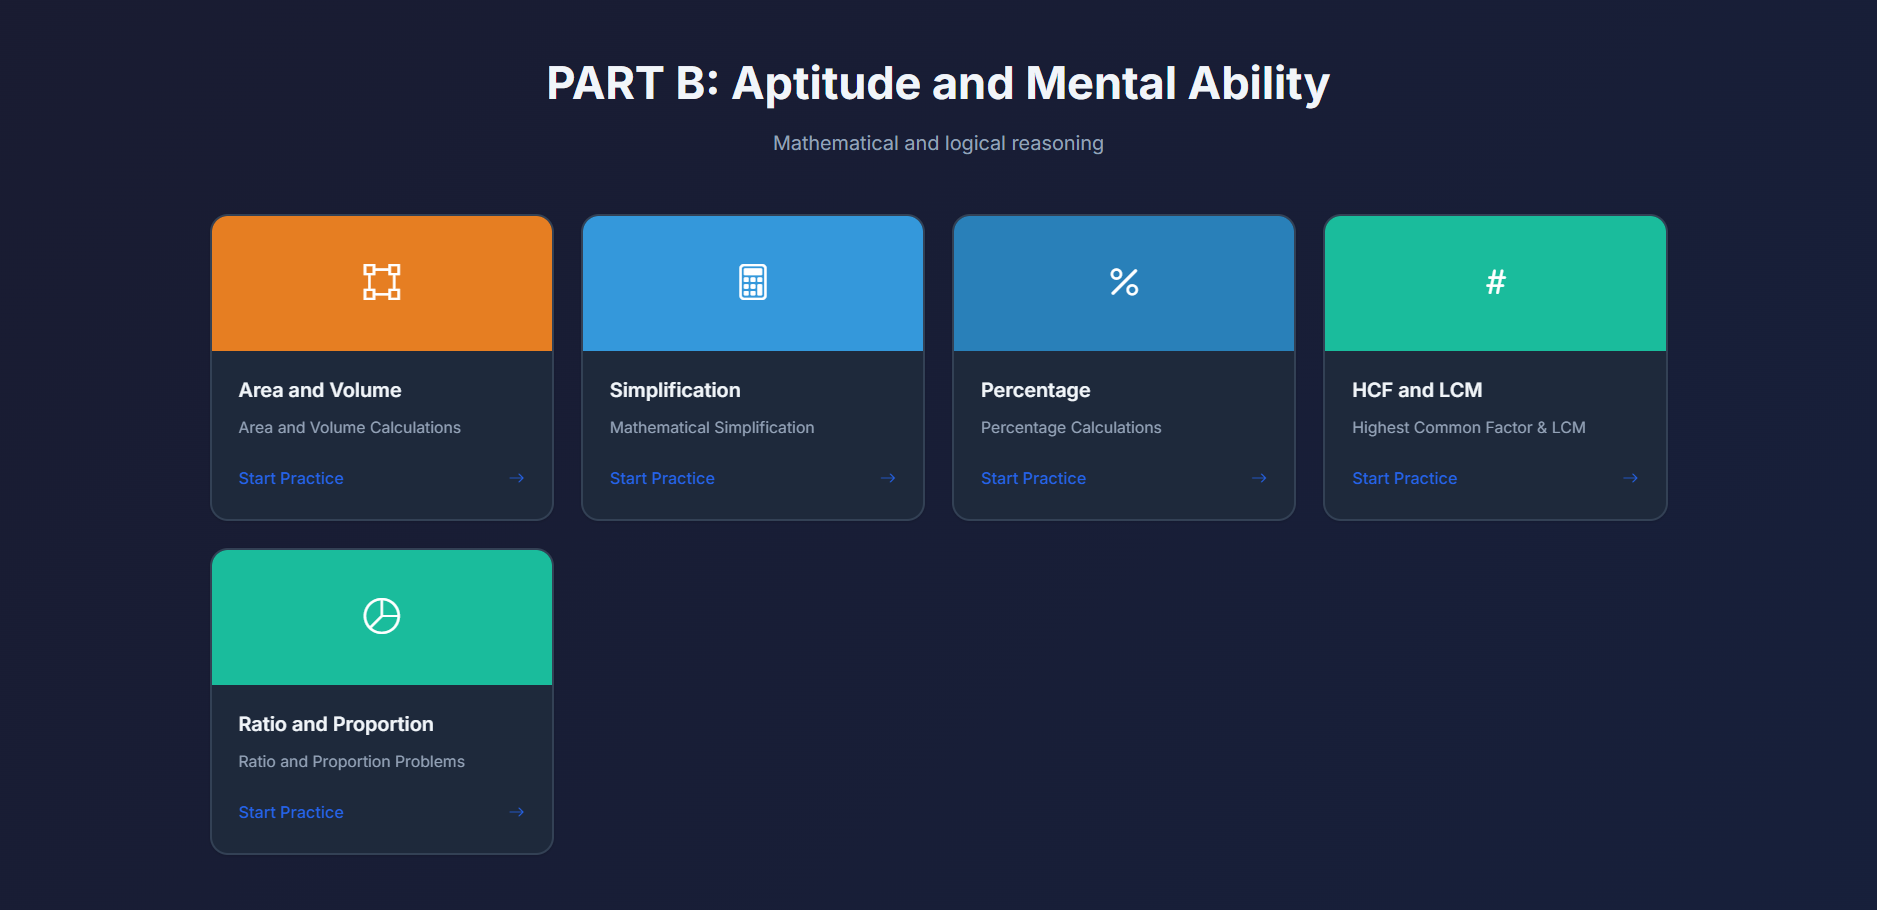 PART B: Aptitude and Mental Ability
Mathematical and logical reasoning
%
#
Area and Volume
Area and Volume Calculations
Start Practice →
Simplification
Mathematical Simplification
Start Practice →
Percentage
Percentage Calculations
Start Practice →
HCF and LCM
Highest Common Factor & LCM
Start Practice →
Ratio and Proportion
Ratio and Proportion Problems
Start Practice →